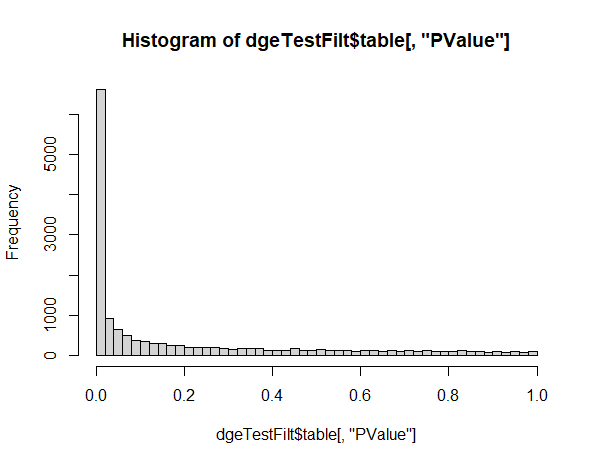 Histogram of dgeTestFilt$table[, "PValue"]
Frequency
5000
3000
1000
0
0.0 0.2 0.4 0.6 0.8 1.0
dgeTestFilt$table[, "PValue"]